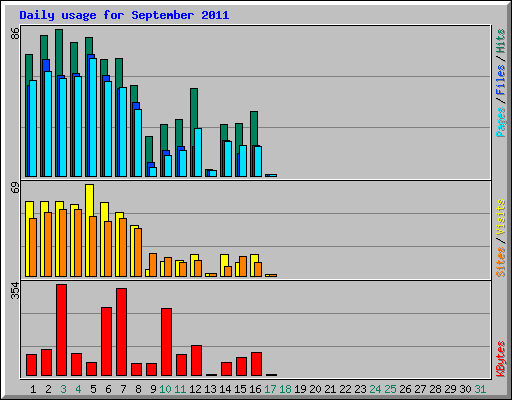 Daily usage for September 2011
86
Pages/Files/Hits
69
Sites/Visits
354
KBytes
1 2 3 4 5 6 7 8 9 10 11 12 13 14 15 16 17 18 19 20 21 22 23 24 25 26 27 28 29 30 31